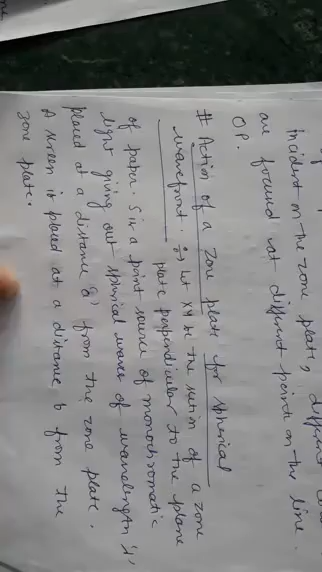 incident on the zone plate, different
are focused at different points on the line
OP.
# Action of a zone plate for spherical
wavefront :- Let XY be the section of a zone
plate perpendicular to the plane
of paper. S is a point source of monochromatic
light giving out spherical waves of wavelength λ,
placed at a distance 'a' from the zone plate.
A screen is placed at a distance b from the
zone plate.